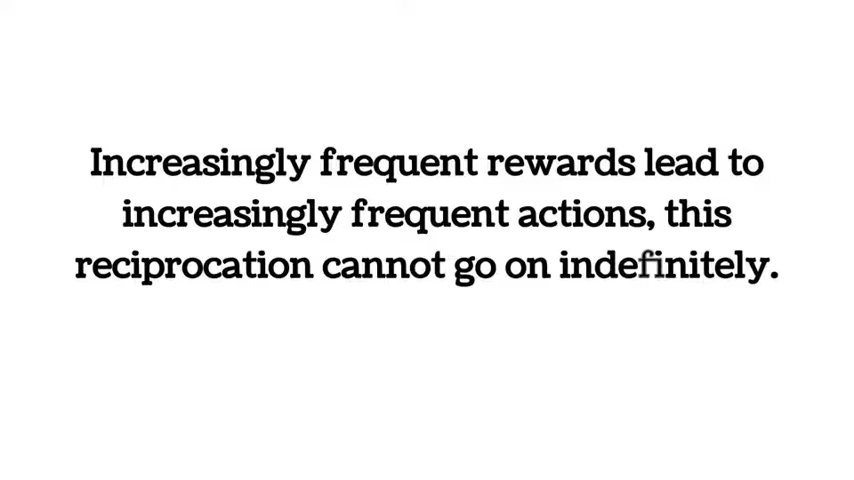 Increasingly frequent rewards lead to
increasingly frequent actions, this
reciprocation cannot go on indefinitely.